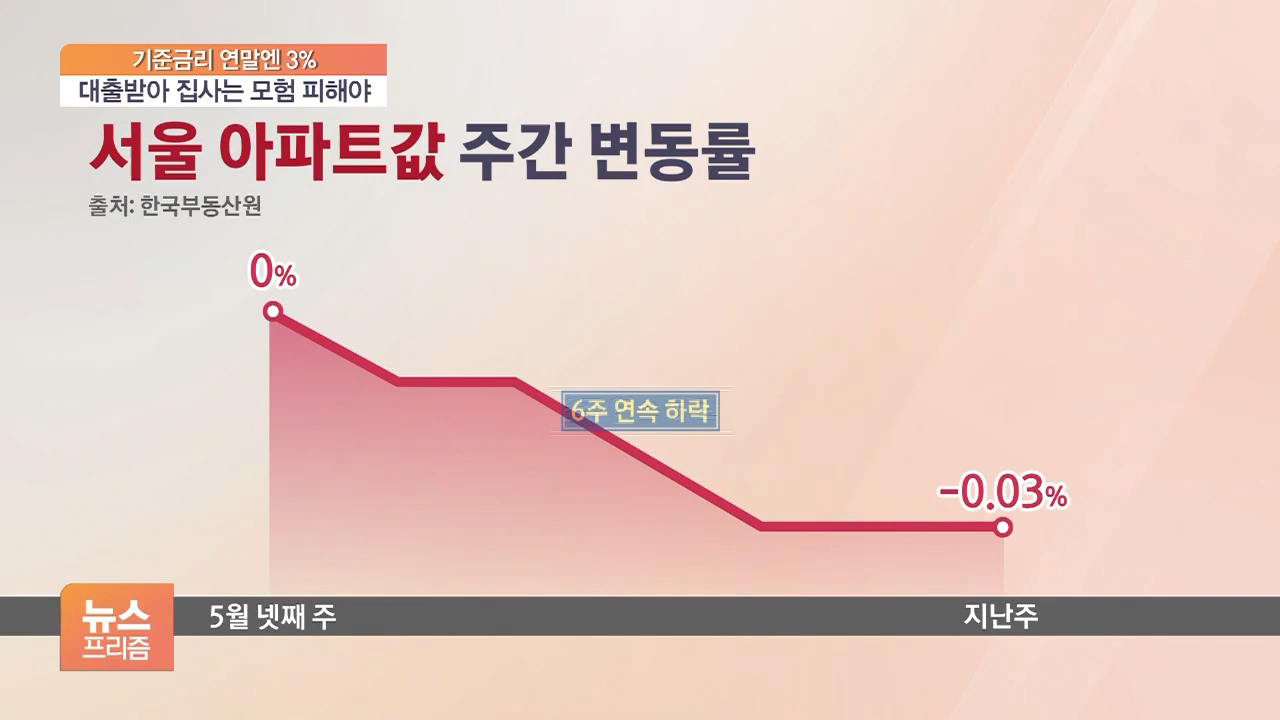 기준금리 연말엔 3%
대출받아 집사는 모험 피해야
서울 아파트값 주간 변동률
출처: 한국부동산원
0%
6주 연속 하락
-0.03%
5월 넷째 주
지난주
뉴스
프리즘